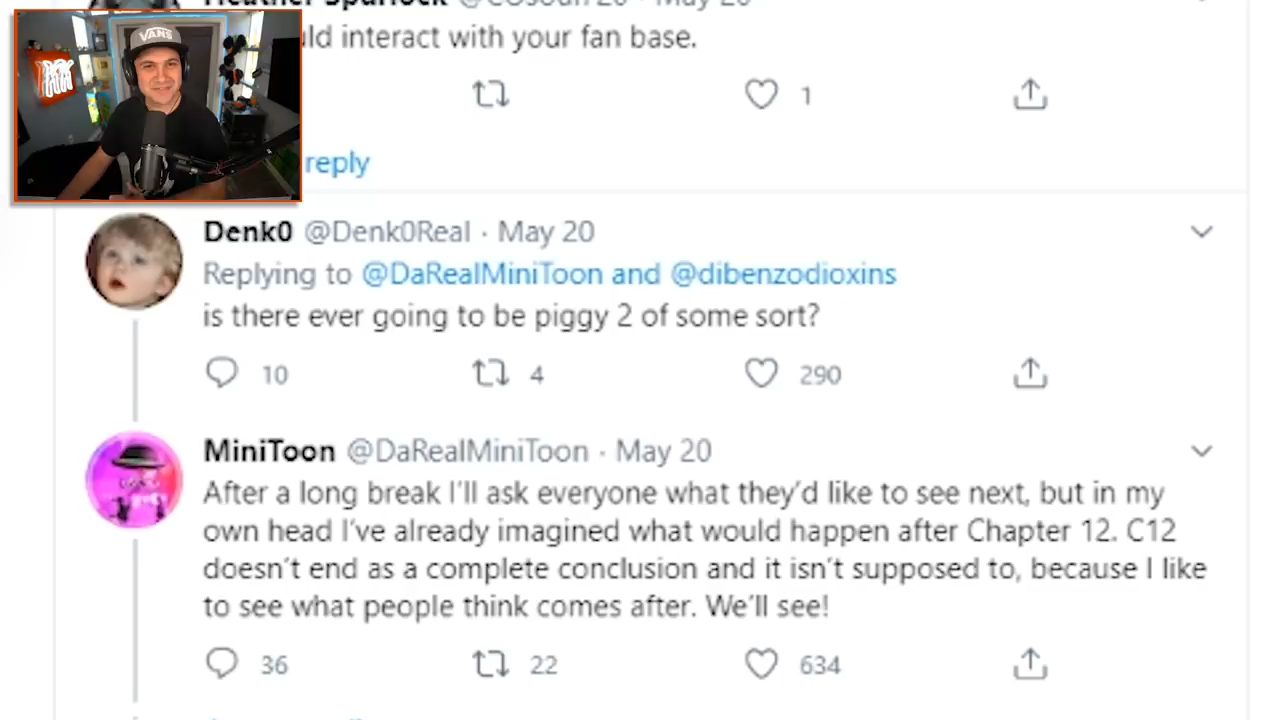 @ May 20
uld interact with your fan base.
VANS
1
reply
Denk0 @Denk0Real · May 20
Replying to @DaRealMiniToon and @dibenzodioxins
is there ever going to be piggy 2 of some sort?
10 4 290
MiniToon @DaRealMiniToon · May 20
After a long break I'll ask everyone what they'd like to see next, but in my
own head I've already imagined what would happen after Chapter 12. C12
doesn't end as a complete conclusion and it isn't supposed to, because I like
to see what people think comes after. We'll see!
36 22 634